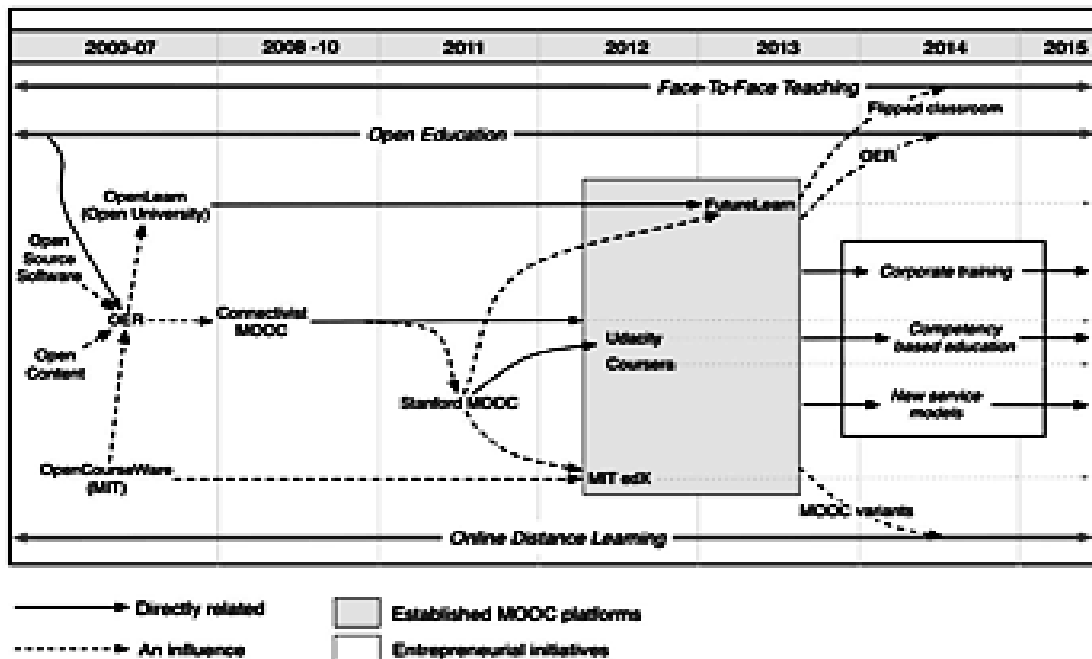 2000-07 2008 -10 2011 2012 2013 2014 2015
Face-To-Face Teaching
Flipped classroom
Open Education
OER
OpenLearn
(Open University)
FutureLearn
Open
Source
Software
Corporate training
OER
Connectivist
MOOC
Udacity
Competency
based education
Open
Content
Coursers
Stanford MOOC
New service
models
OpenCourseWare
(MIT)
MIT edX
MOOC variants
Online Distance Learning
Directly related
Established MOOC platforms
An influence
Entrepreneurial initiatives